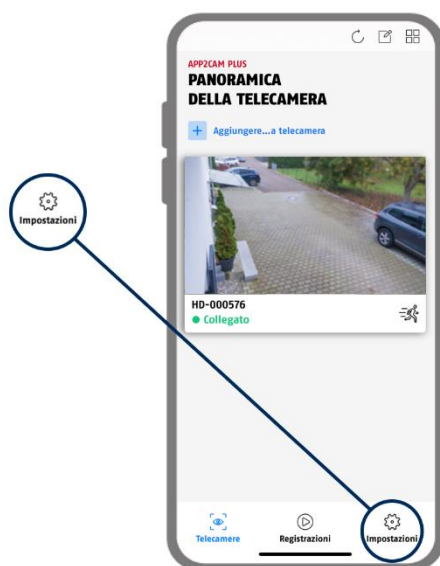 APP2CAM PLUS
PANORAMICA
DELLA TELECAMERA
+ Aggiungere...a telecamera
Impostazioni
HD-000576
Collegato
Telecamere
Registrazioni
Impostazioni